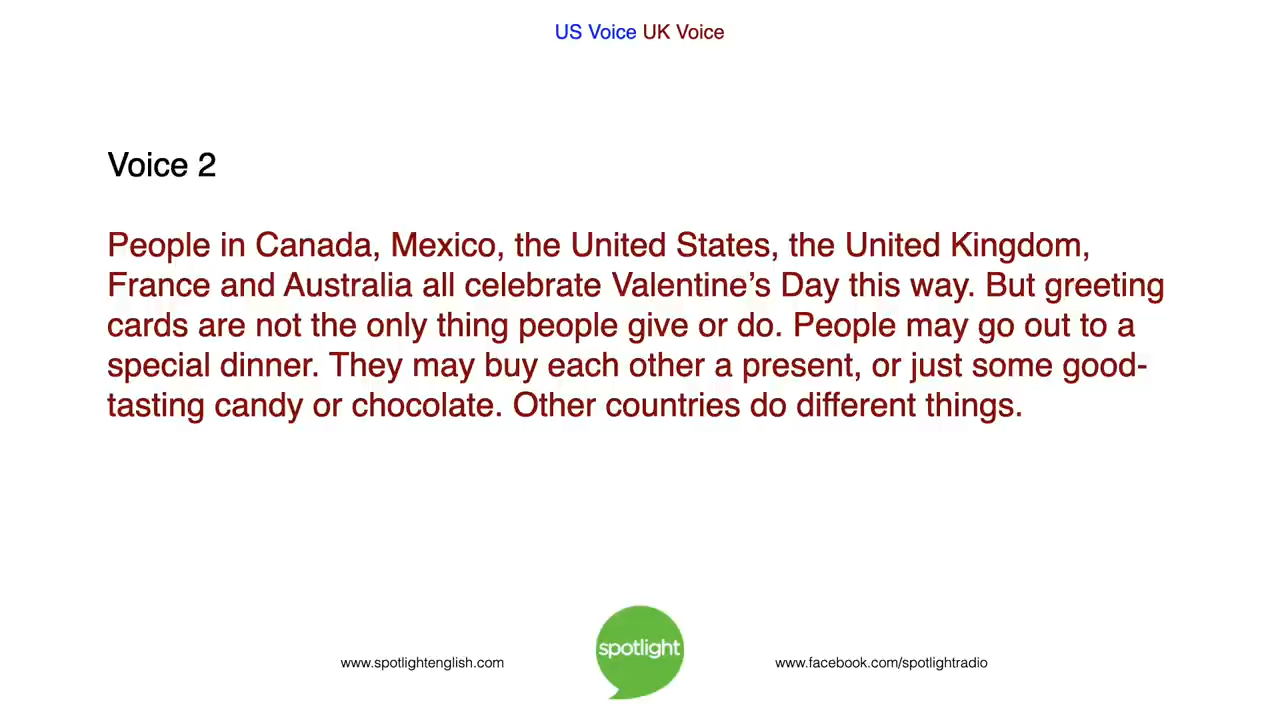 US Voice UK Voice
Voice 2
People in Canada, Mexico, the United States, the United Kingdom,
France and Australia all celebrate Valentine’s Day this way. But greeting
cards are not the only thing people give or do. People may go out to a
special dinner. They may buy each other a present, or just some good-
tasting candy or chocolate. Other countries do different things.
spotlight
www.spotlightenglish.com
www.facebook.com/spotlightradio